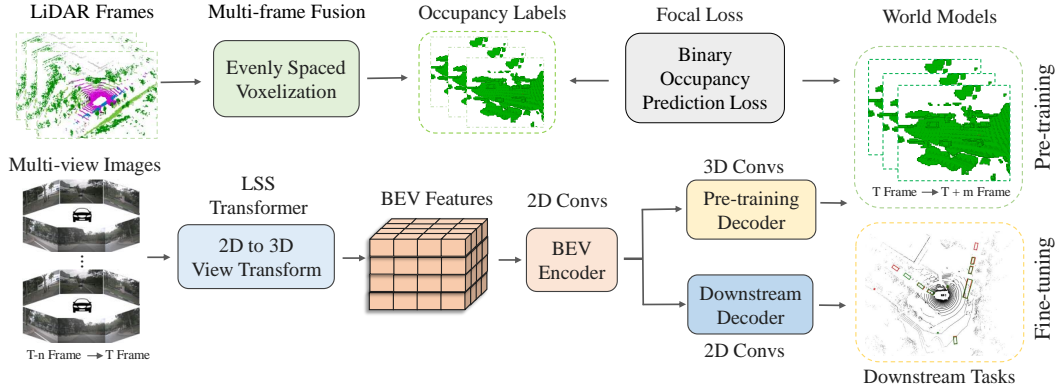 LiDAR Frames
Multi-frame Fusion
Occupancy Labels
Focal Loss
World Models
Evenly Spaced
Voxelization
Binary
Occupancy
Prediction Loss
Pre-training
T Frame → T + m Frame
Multi-view Images
LSS
Transformer
BEV Features
2D Convs
3D Convs
Pre-training
Decoder
2D to 3D
View Transform
BEV
Encoder
Downstream
Decoder
2D Convs
Fine-tuning
T-n Frame → T Frame
Downstream Tasks